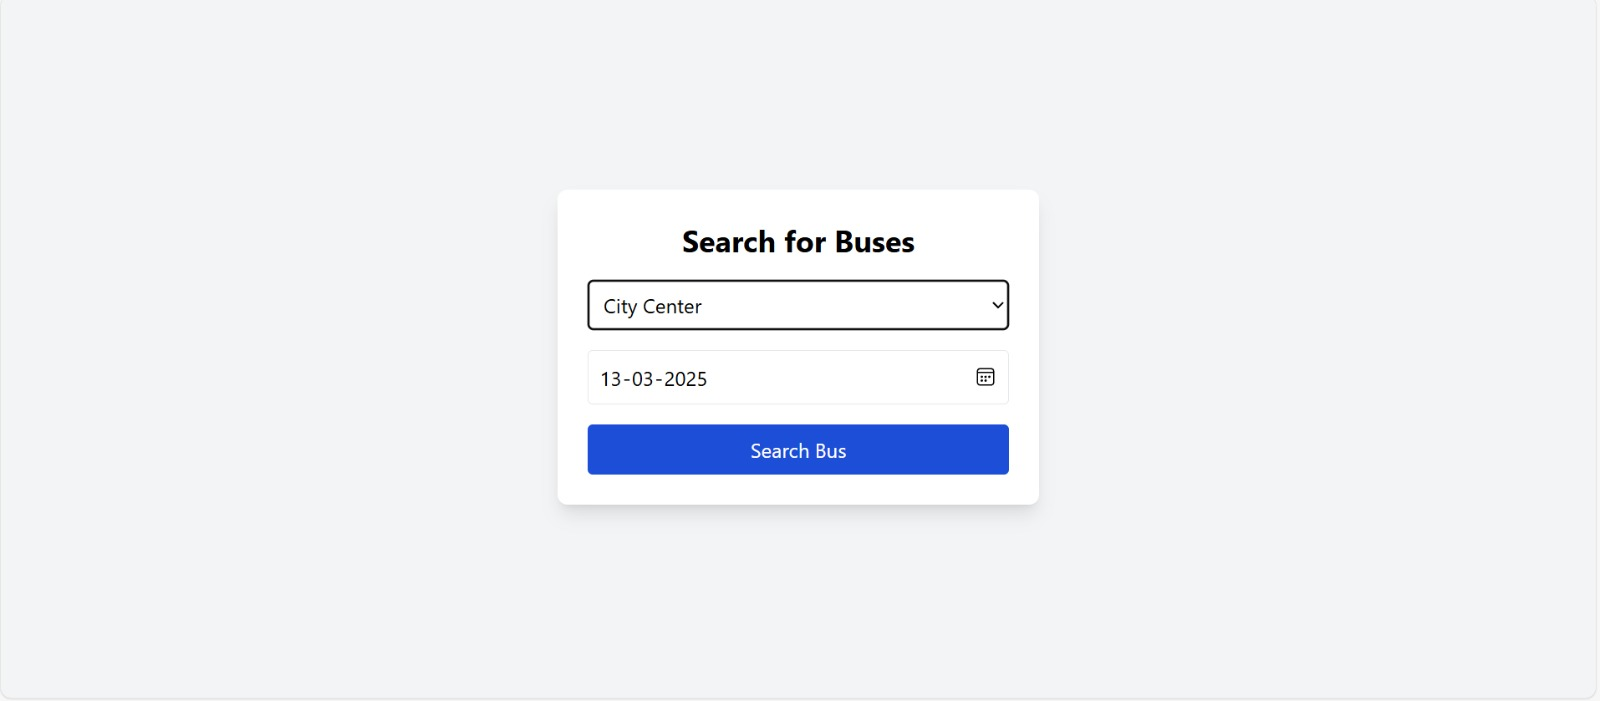 Search for Buses
City Center
13-03-2025
Search Bus